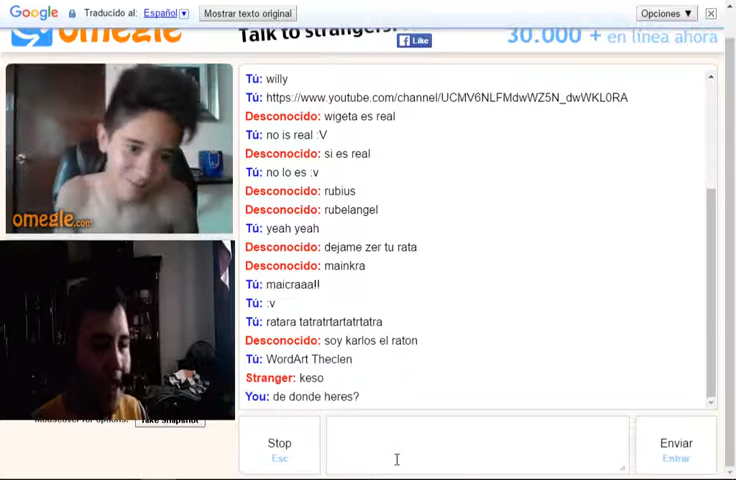 Google Traducido al: Español Mostrar texto original Opciones
omegle Talk to strangers! Like 30.000 + en línea ahora
Tú: willy
Tú: https://www.youtube.com/channel/UCMV6NLFMdwWZ5N_dwWKL0RA
Desconocido: wigeta es real
Tú: no is real :V
Desconocido: si es real
Tú: no lo es :v
Desconocido: rubius
Desconocido: rubelangel
Tú: yeah yeah
Desconocido: dejame zer tu rata
Desconocido: mainkra
Tú: maicraaa!!
Tú: :v
Tú: ratara tatratrtartatrtatra
Desconocido: soy karlos el raton
Tú: WordArt Theclen
Stranger: keso
You: de donde heres?
omegle.com
Mouseover for options. Take Snapshot
Stop
Esc
Enviar
Entrar